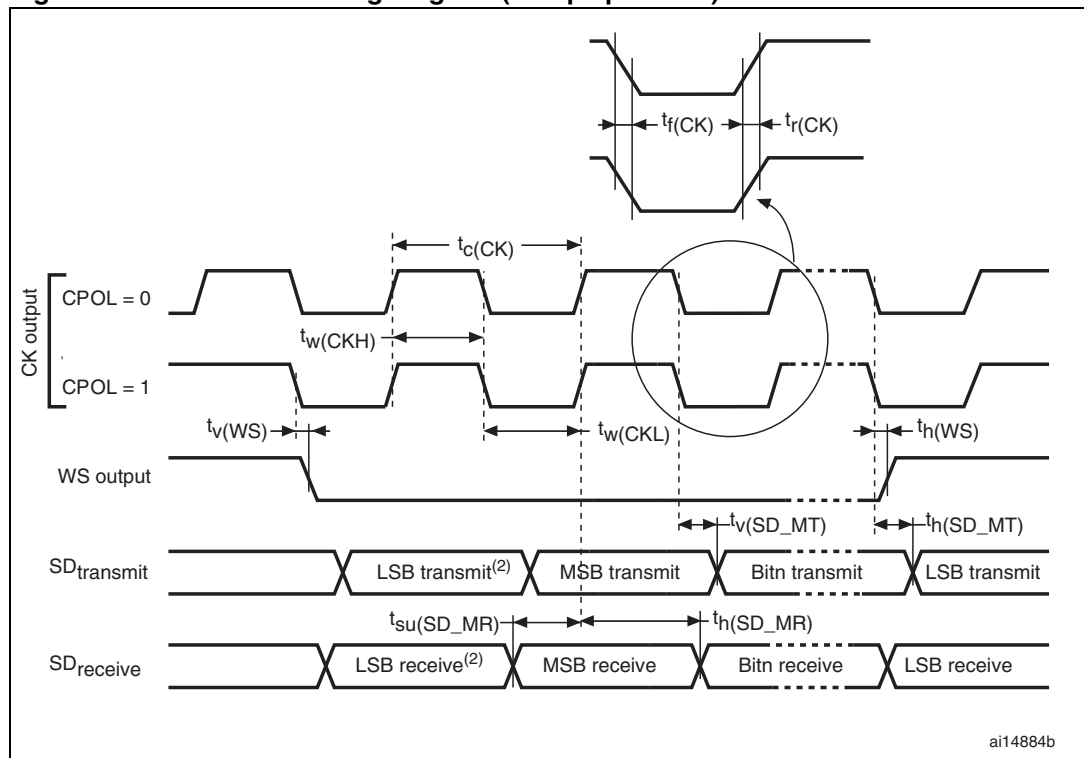 tf(CK)
tr(CK)
tc(CK)
CK output
CPOL = 0
tw(CKH)
CPOL = 1
tv(WS)
tw(CKL)
th(WS)
WS output
tv(SD_MT)
th(SD_MT)
SDtransmit
LSB transmit(2)
MSB transmit
Bitn transmit
LSB transmit
tsu(SD_MR)
th(SD_MR)
SDreceive
LSB receive(2)
MSB receive
Bitn receive
LSB receive
ai14884b